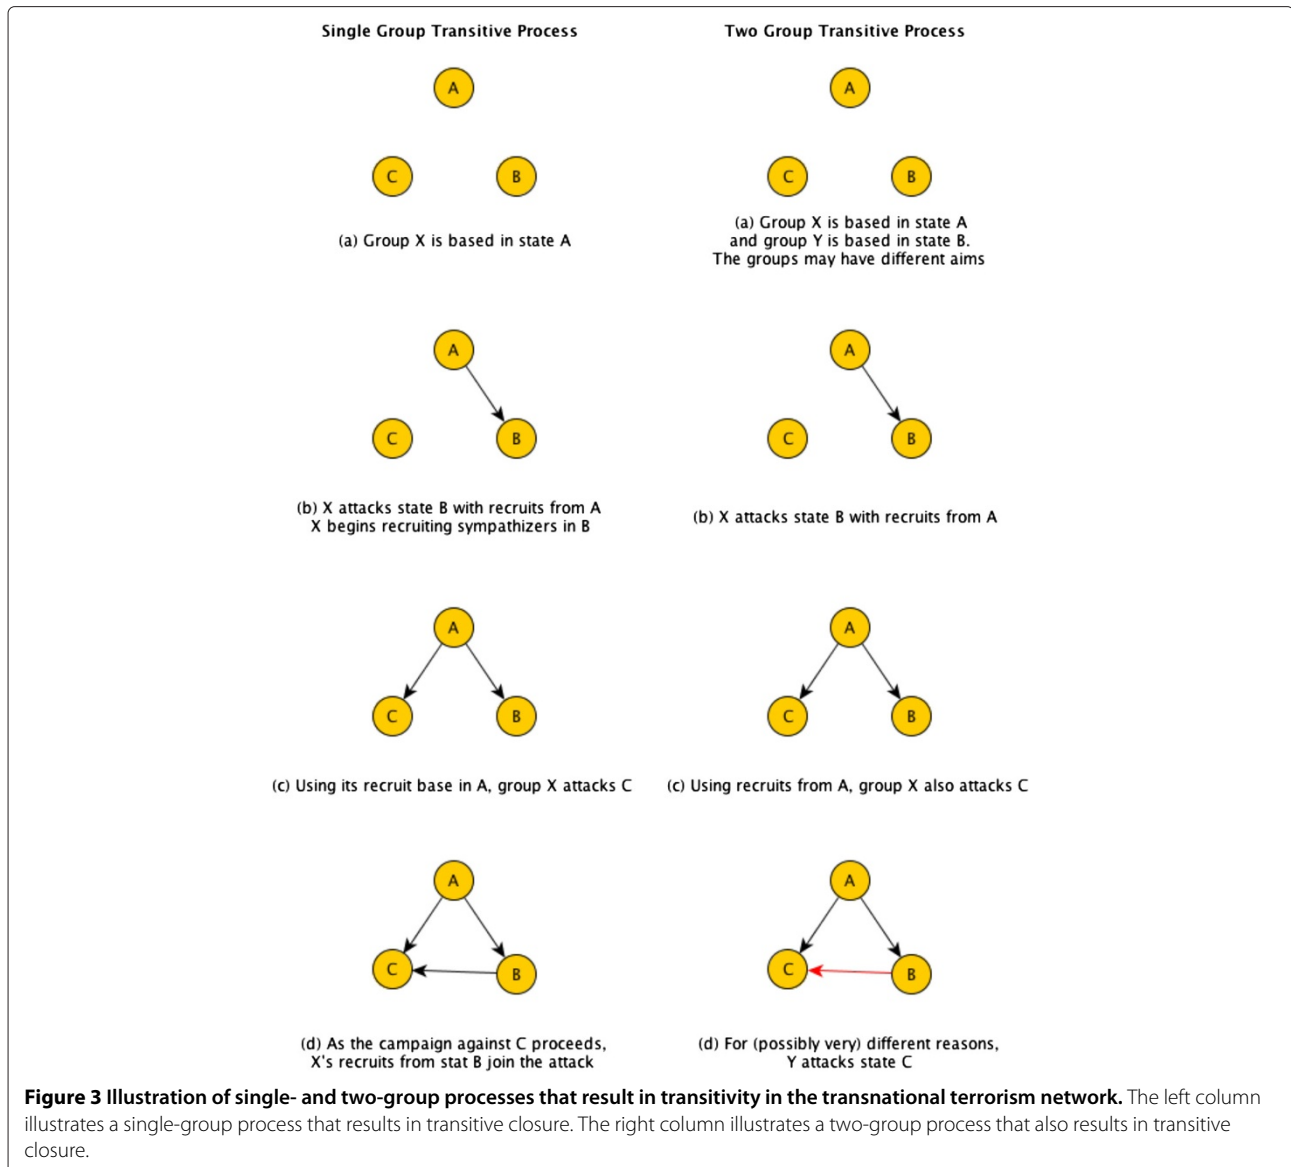 Single Group Transitive Process
A
C
B
(a) Group X is based in state A
A
C
B
(b) X attacks state B with recruits from A
X begins recruiting sympathizers in B
A
C
B
(c) Using its recruit base in A, group X attacks C
A
C
B
(d) As the campaign against C proceeds,
X's recruits from stat B join the attack
Two Group Transitive Process
A
C
B
(a) Group X is based in state A
and group Y is based in state B.
The groups may have different aims
A
C
B
(b) X attacks state B with recruits from A
A
C
B
(c) Using recruits from A, group X also attacks C
A
C
B
(d) For (possibly very) different reasons,
Y attacks state C
Figure 3 Illustration of single- and two-group processes that result in transitivity in the transnational terrorism network. The left column
illustrates a single-group process that results in transitive closure. The right column illustrates a two-group process that also results in transitive
closure.